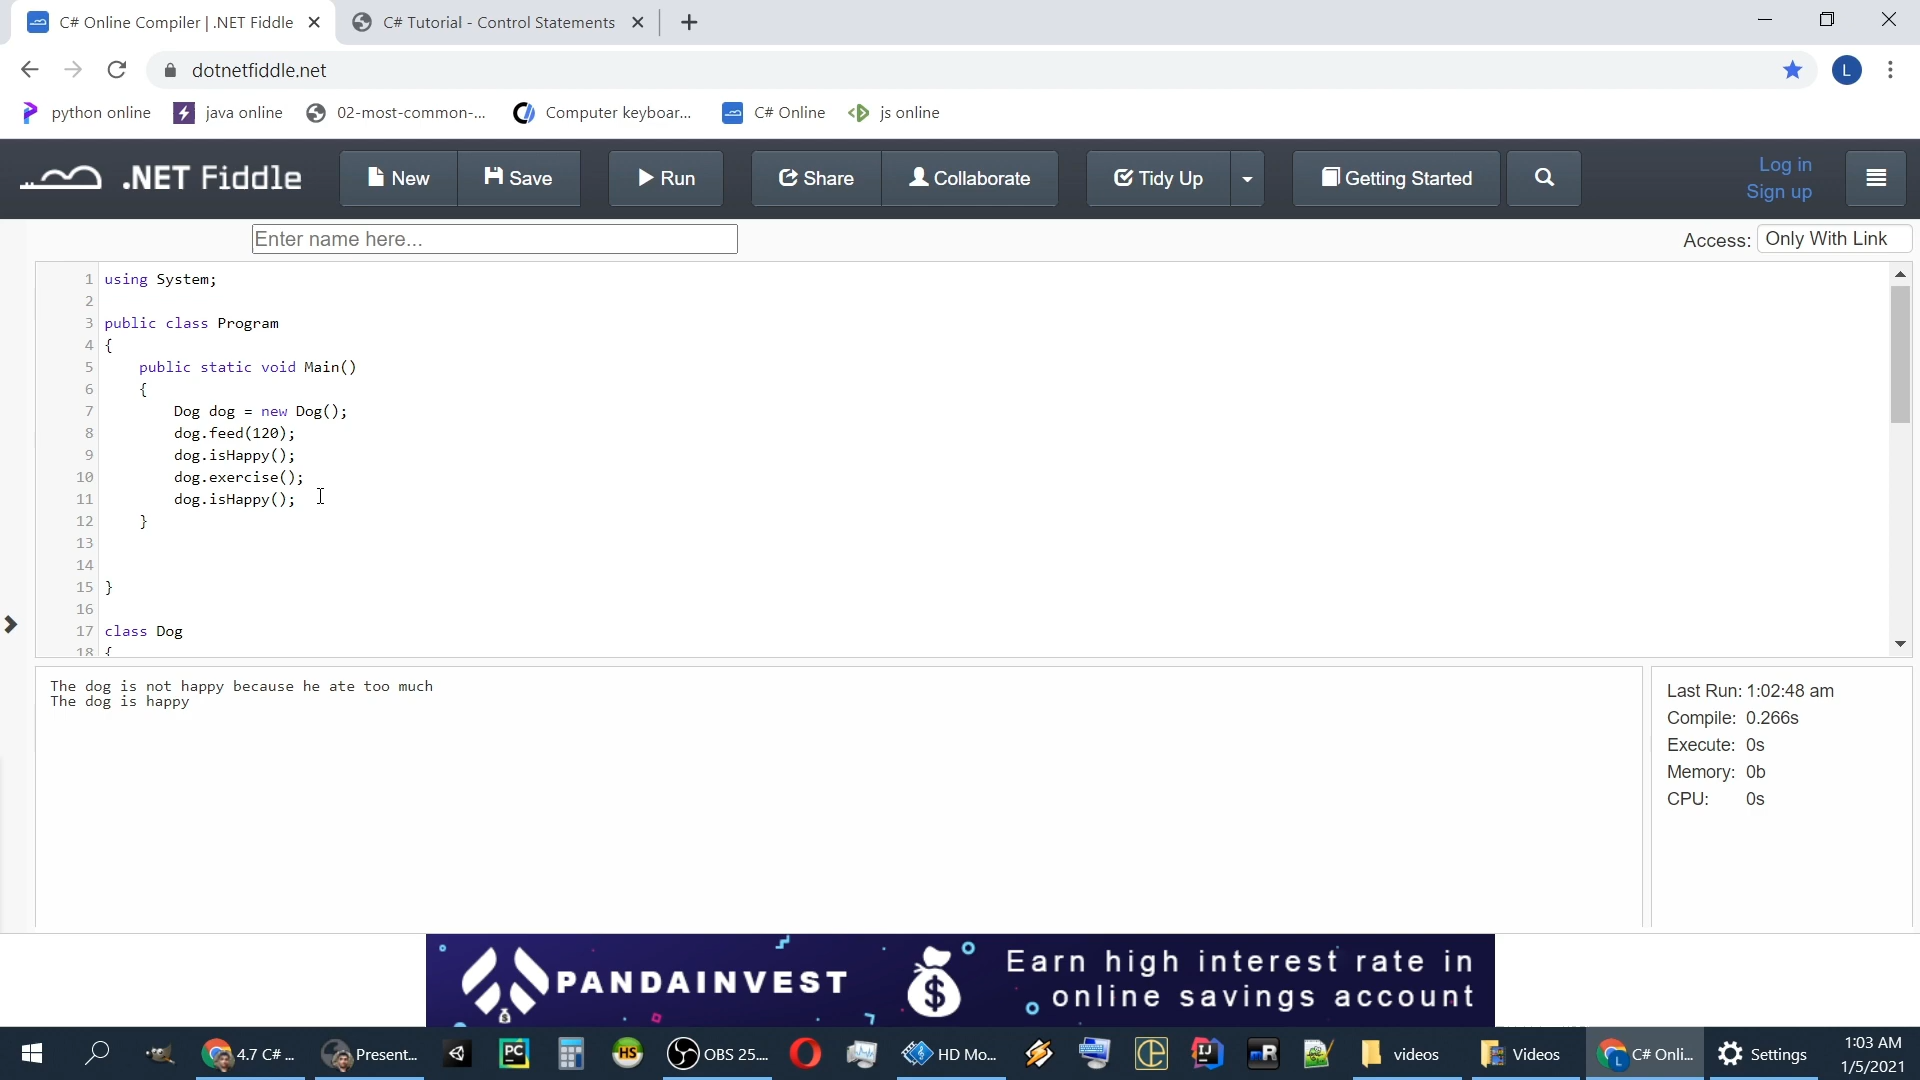 C# Online Compiler | .NET Fiddle
C# Tutorial - Control Statements
dotnetfiddle.net
L
python online
java online
02-most-common-...
Computer keyboar...
C# Online
js online
.NET Fiddle
New
Save
Run
Share
Collaborate
Tidy Up
Getting Started
Log in
Sign up
Enter name here...
Access:
Only With Link
1 using System;
2
3 public class Program
4 {
5 public static void Main()
6 {
7 Dog dog = new Dog();
8 dog.feed(120);
9 dog.isHappy();
10 dog.exercise();
11 dog.isHappy();
12 }
13
14
15 }
16
17 class Dog
18 {
The dog is not happy because he ate too much
The dog is happy
Last Run: 1:02:48 am
Compile: 0.266s
Execute: 0s
Memory: 0b
CPU: 0s
PANDAINVEST
Earn high interest rate in
online savings account
4.7 C# ...
Present...
PC
HS
OBS 25....
HD Mo...
IJ
R
videos
Videos
L
C# Onli...
Settings
1:03 AM
1/5/2021